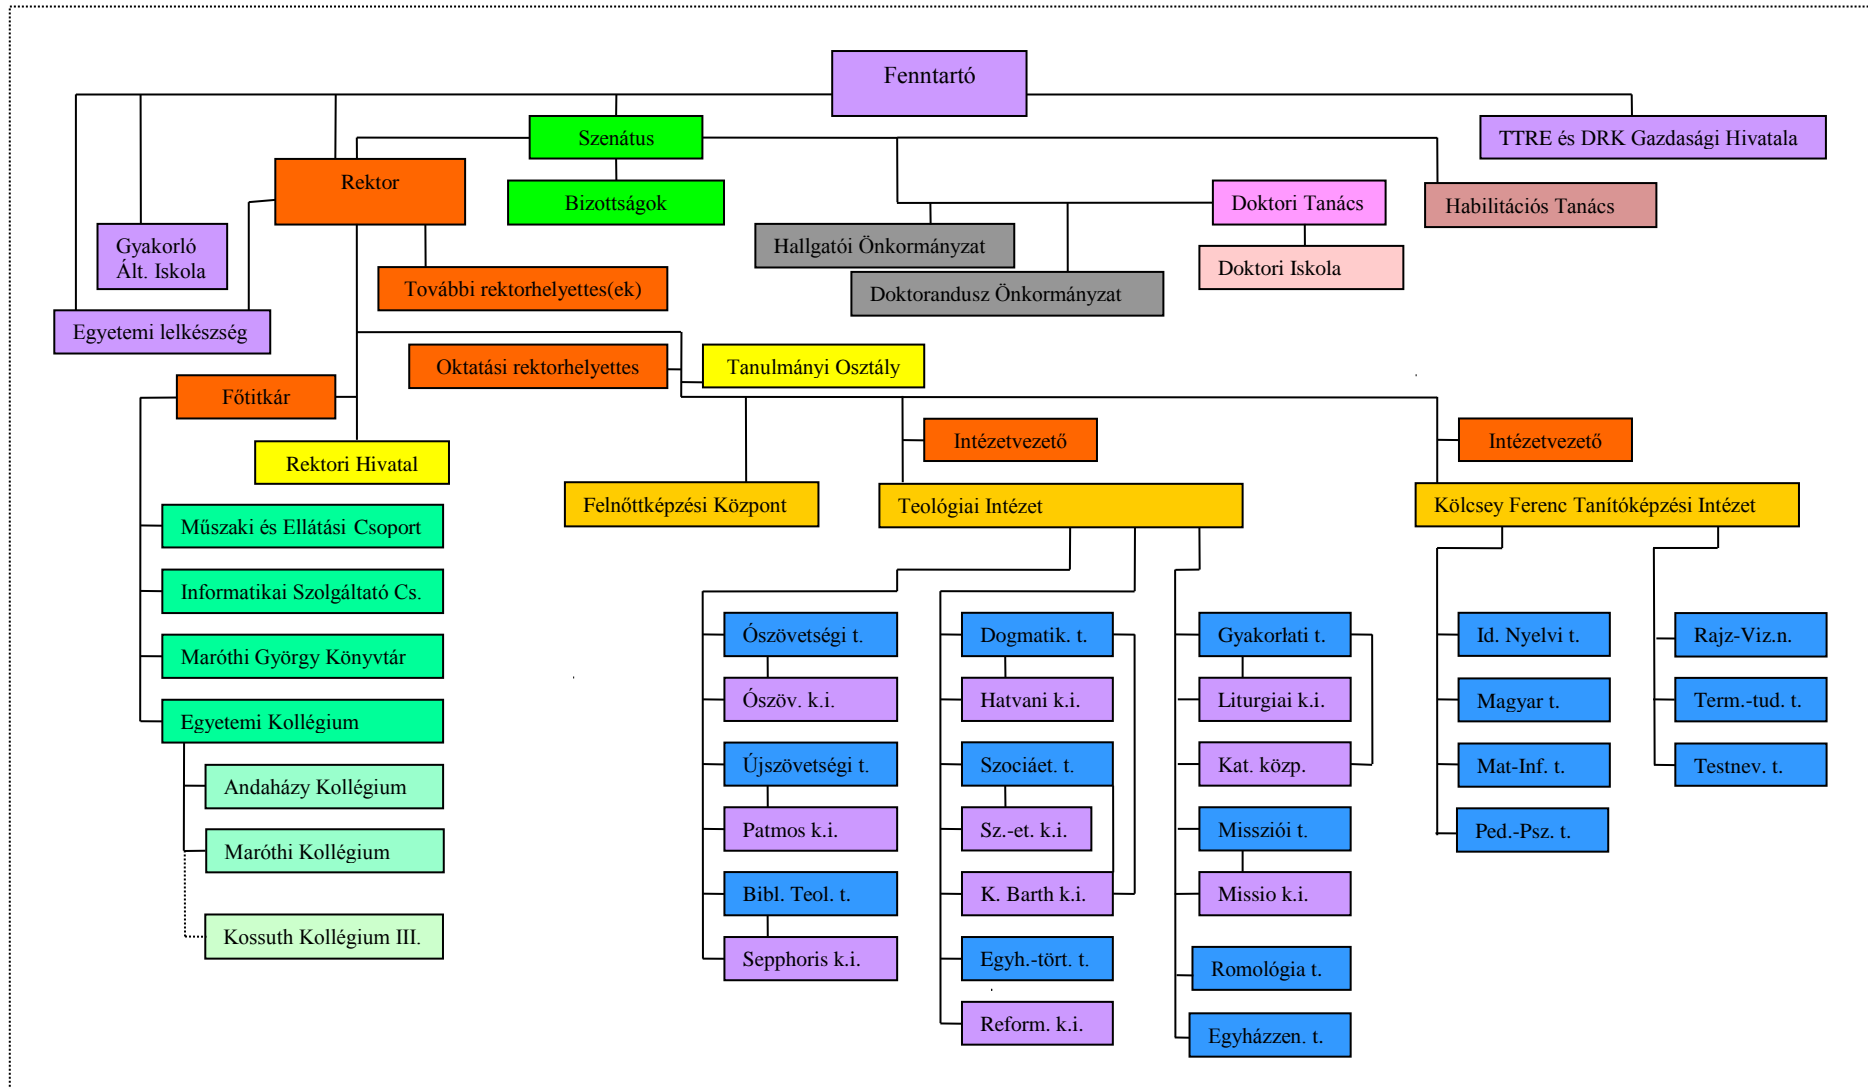 Fenntartó
Szenátus
TTRE és DRK Gazdasági Hivatala
Rektor
Bizottságok
Doktori Tanács
Habilitációs Tanács
Gyakorló
Ált. Iskola
Hallgatói Önkormányzat
Doktori Iskola
További rektorhelyettes(ek)
Doktorandusz Önkormányzat
Egyetemi lelkészség
Oktatási rektorhelyettes
Tanulmányi Osztály
Főtitkár
Intézetvezető
Intézetvezető
Rektori Hivatal
Felnőttképzési Központ
Teológiai Intézet
Kölcsey Ferenc Tanítóképzési Intézet
Műszaki és Ellátási Csoport
Informatikai Szolgáltató Cs.
Maróthi György Könyvtár
Egyetemi Kollégium
Andaházy Kollégium
Maróthi Kollégium
Kossuth Kollégium III.
Ószövetségi t.
Ószöv. k.i.
Újszövetségi t.
Patmos k.i.
Bibl. Teol. t.
Sepphoris k.i.
Dogmatik. t.
Hatvani k.i.
Szociáet. t.
Sz.-et. k.i.
K. Barth k.i.
Egyh.-tört. t.
Reform. k.i.
Gyakorlati t.
Liturgiai k.i.
Kat. közp.
Missziói t.
Missio k.i.
Romológia t.
Egyházzen. t.
Id. Nyelvi t.
Magyar t.
Mat-Inf. t.
Ped.-Psz. t.
Rajz-Viz.n.
Term.-tud. t.
Testnev. t.